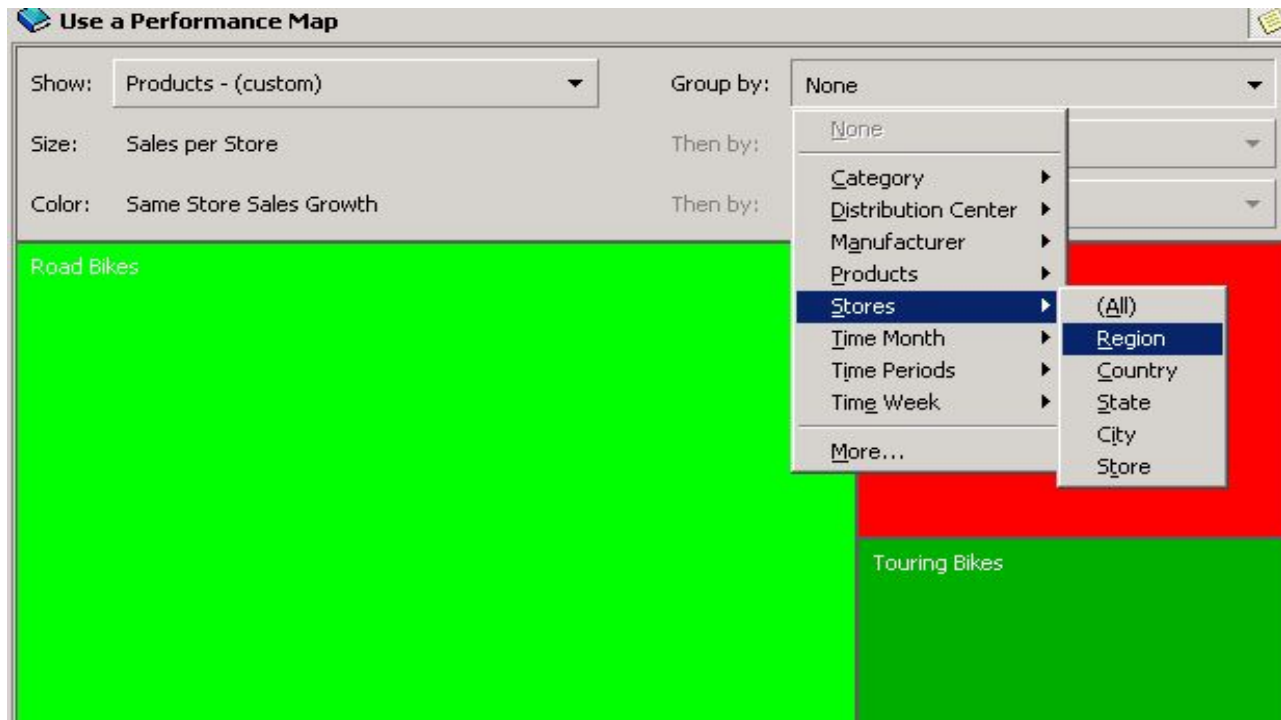 Use a Performance Map
Show: Products - (custom) Group by: None
Size: Sales per Store Then by:
Color: Same Store Sales Growth Then by:
None
Category
Distribution Center
Manufacturer
Products
Stores
Time Month
Time Periods
Time Week
More...
(All)
Region
Country
State
City
Store
Road Bikes
Touring Bikes